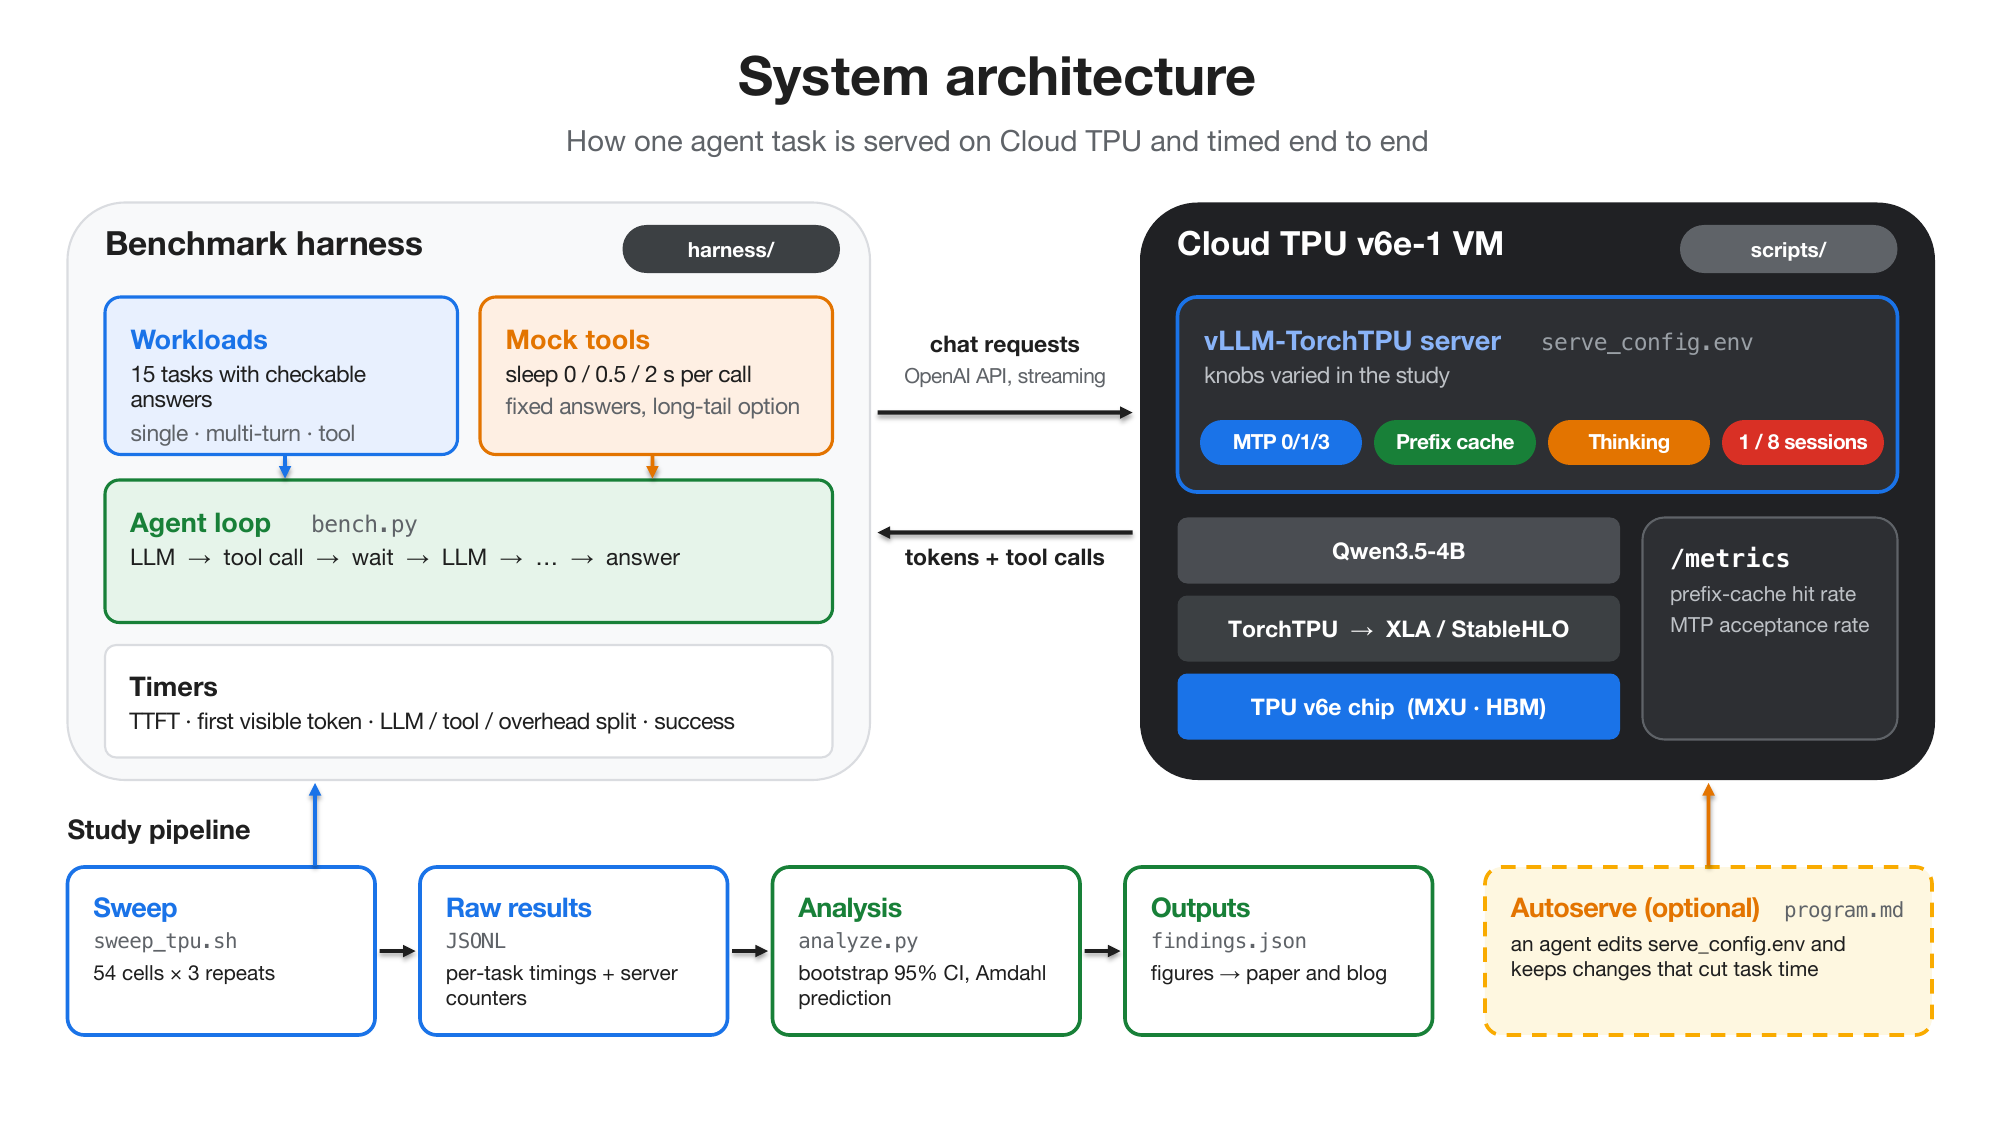 System architecture
How one agent task is served on Cloud TPU and timed end to end
Benchmark harness
harness/
Workloads
15 tasks with checkable
answers
single · multi-turn · tool
Mock tools
sleep 0 / 0.5 / 2 s per call
fixed answers, long-tail option
Agent loop bench.py
LLM → tool call → wait → LLM → … → answer
Timers
TTFT · first visible token · LLM / tool / overhead split · success
chat requests
OpenAI API, streaming
tokens + tool calls
Cloud TPU v6e-1 VM
scripts/
vLLM-TorchTPU server serve_config.env
knobs varied in the study
MTP 0/1/3
Prefix cache
Thinking
1 / 8 sessions
Qwen3.5-4B
TorchTPU → XLA / StableHLO
TPU v6e chip (MXU · HBM)
/metrics
prefix-cache hit rate
MTP acceptance rate
Study pipeline
Sweep
sweep_tpu.sh
54 cells × 3 repeats
Raw results
JSONL
per-task timings + server
counters
Analysis
analyze.py
bootstrap 95% CI, Amdahl
prediction
Outputs
findings.json
figures → paper and blog
Autoserve (optional) program.md
an agent edits serve_config.env and
keeps changes that cut task time